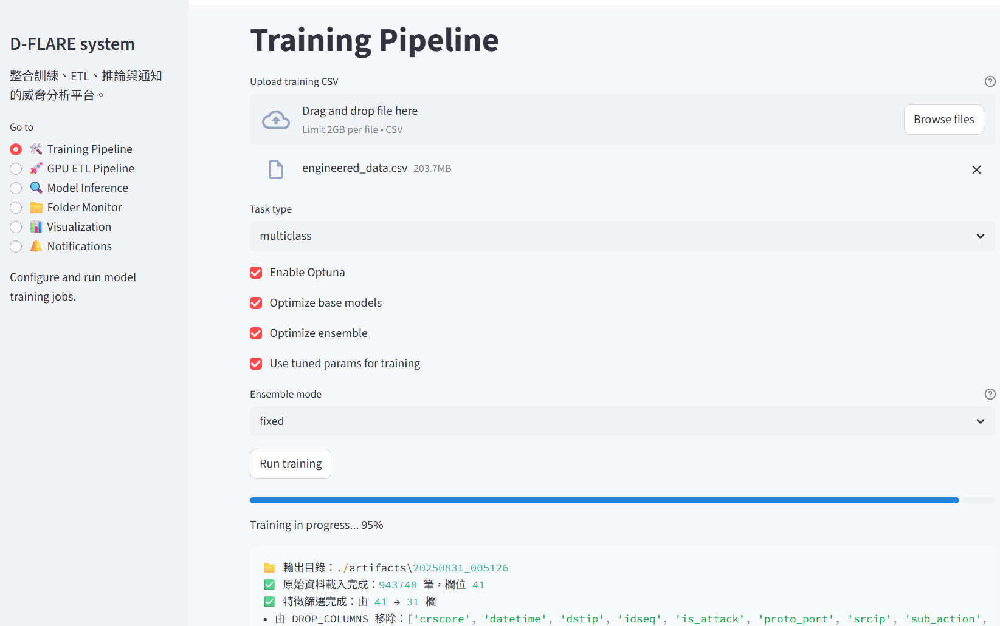 D-FLARE system
整合訓練、ETL、推論與通知
的威脅分析平台。
Go to
Training Pipeline
GPU ETL Pipeline
Model Inference
Folder Monitor
Visualization
Notifications
Configure and run model
training jobs.
Training Pipeline
Upload training CSV
Drag and drop file here
Limit 2GB per file • CSV
Browse files
engineered_data.csv 203.7MB
Task type
multiclass
Enable Optuna
Optimize base models
Optimize ensemble
Use tuned params for training
Ensemble mode
fixed
Run training
Training in progress... 95%
輸出目錄：./artifacts\20250831_005126
原始資料載入完成：943748 筆，欄位 41
特徵篩選完成：由 41 → 31 欄
• 由 DROP_COLUMNS 移除：['crscore', 'datetime', 'dstip', 'idseq', 'is_attack', 'proto_port', 'srcip', 'sub_action',